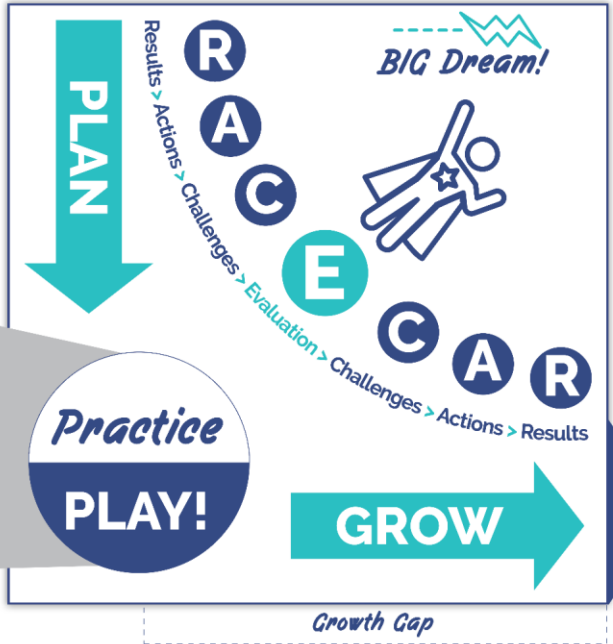 PLAN
R
A
C
E
C
A
R
Results > Actions > Challenges > Evaluation > Challenges > Actions > Results
BIG Dream!
Practice
PLAY!
GROW
Growth Gap